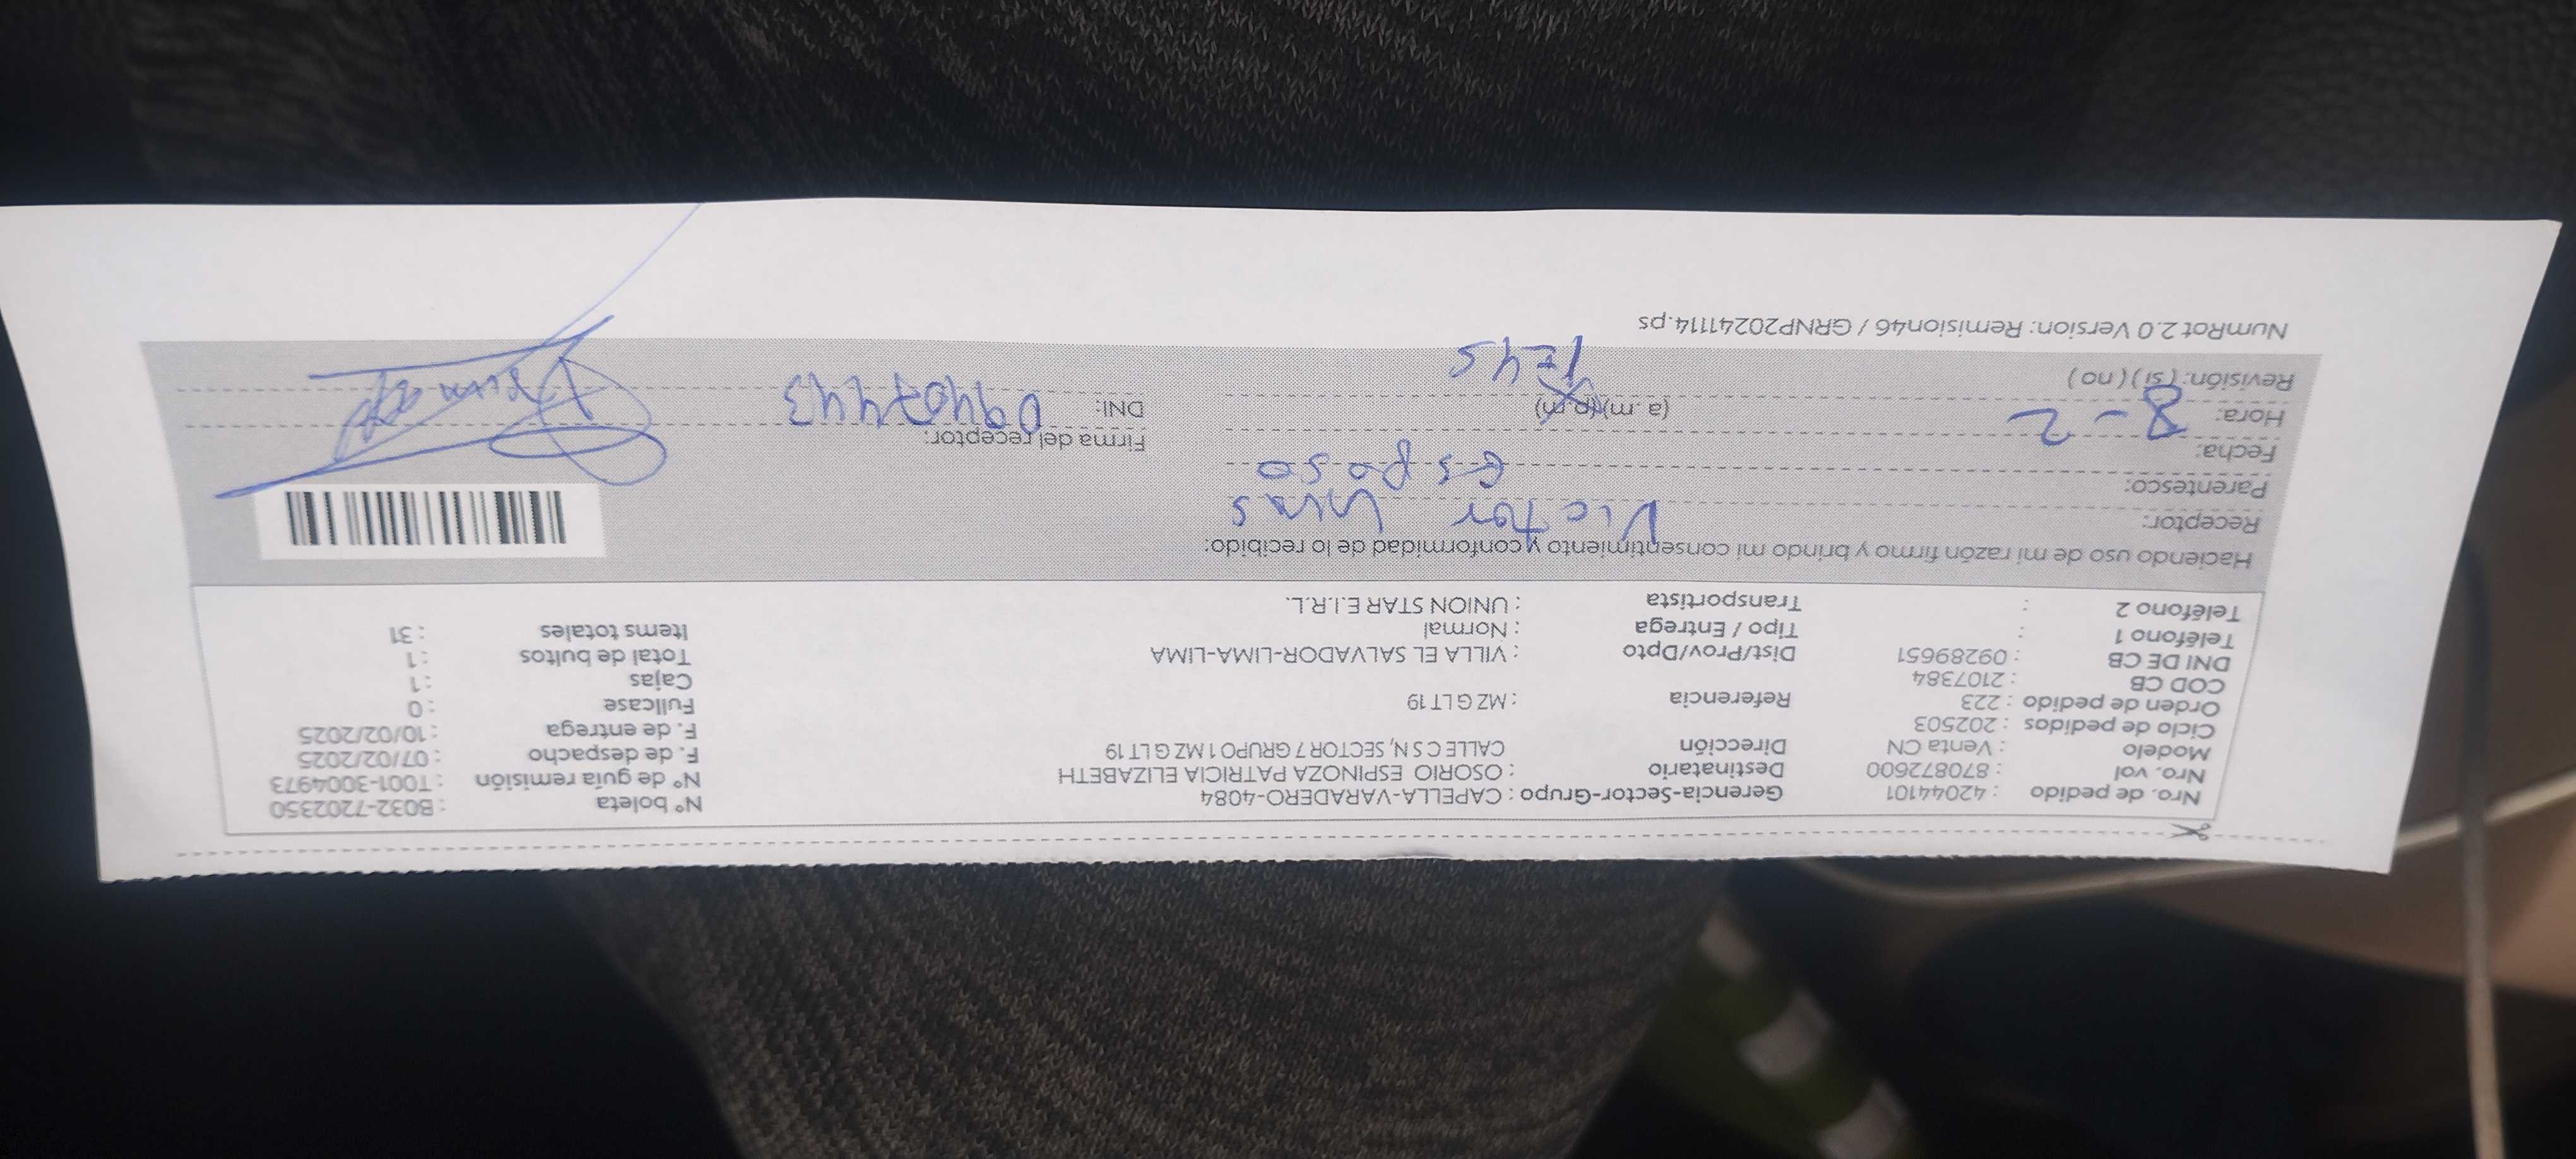 Nro. de pedido : 42044101 Gerencia-Sector-Grupo : CAPELLA-VARADERO-4084 Nº boleta : B032-7202350
Nro. vol : 870872600 Destinatario : OSORIO ESPINOZA PATRICIA ELIZABETH Nº de guía remisión : T001-3004973
Modelo : Venta CN Dirección CALLE C S N, SECTOR 7 GRUPO 1 MZ G LT 19 F. de despacho : 07/02/2025
Ciclo de pedidos : 202503 F. de entrega : 10/02/2025
Orden de pedido : 223 Referencia : MZ G LT 19 Fullcase : 0
COD CB : 2107384 Cajas : 1
DNI DE CB : 09289651 Dist/Prov/Dpto : VILLA EL SALVADOR-LIMA-LIMA Total de bultos : 1
Teléfono 1 : Tipo / Entrega : Normal Items totales : 31
Teléfono 2 : Transportista : UNION STAR E.I.R.L.
Haciendo uso de mi razón firmo y brindo mi consentimiento y conformidad de lo recibido:
Receptor: Victor
Parentesco: Esposo
Fecha: 8-2 Firma del receptor:
Hora: (a.m)(p.m) DNI: 09407443
Revisión: (si) (no)
NumRot 2.0 Version: Remision46 / GRNP20241114.ps